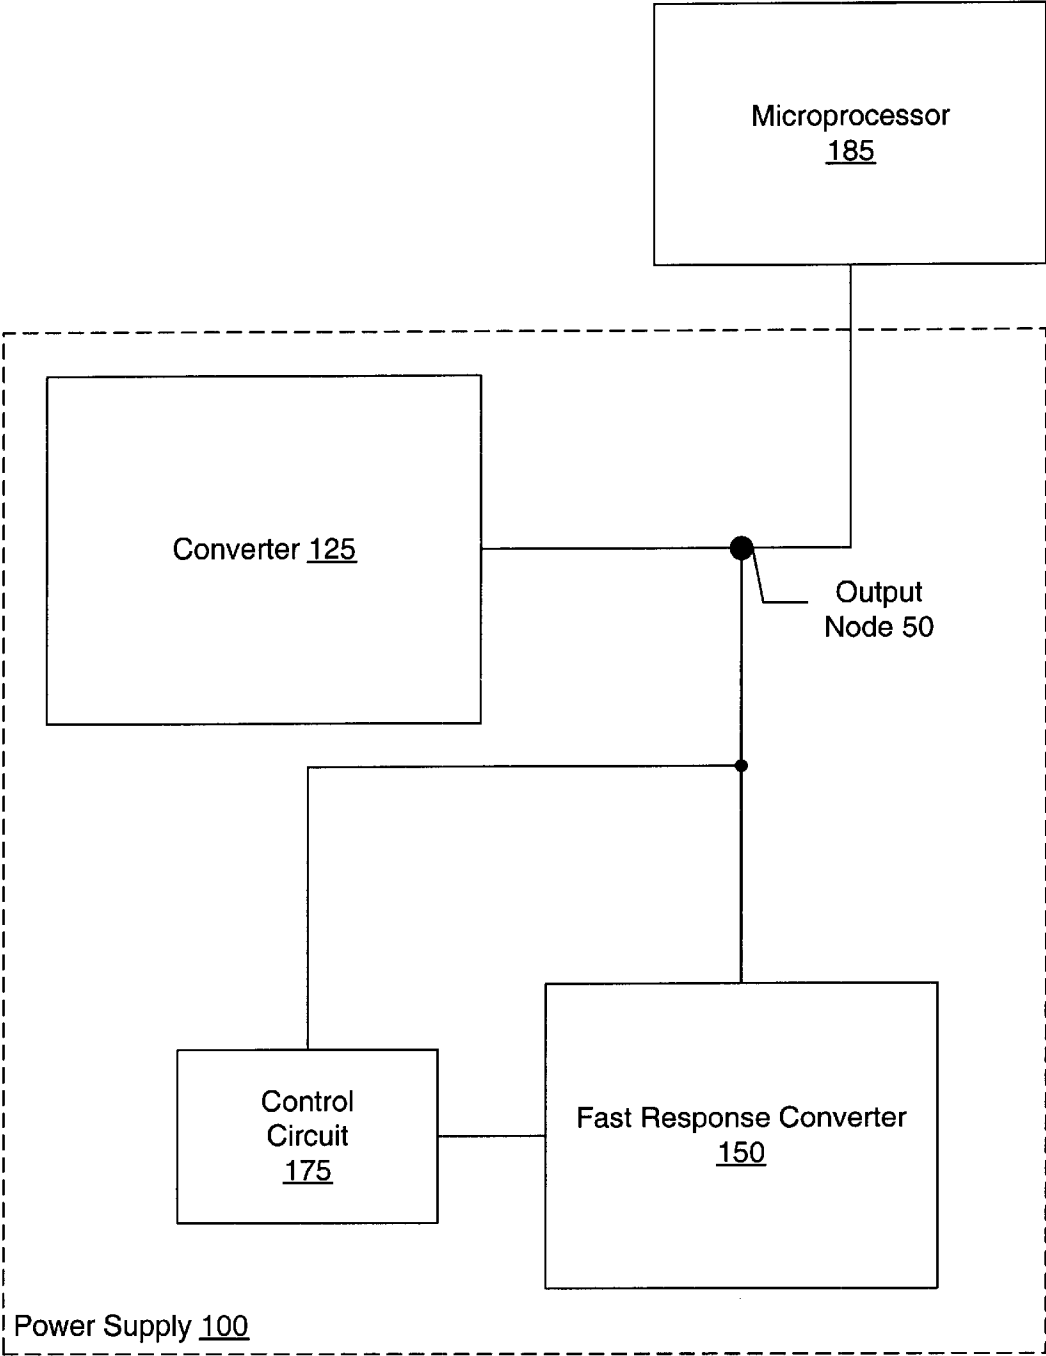 Microprocessor
185
Converter 125
Output
Node 50
Control
Circuit
175
Fast Response Converter
150
Power Supply 100